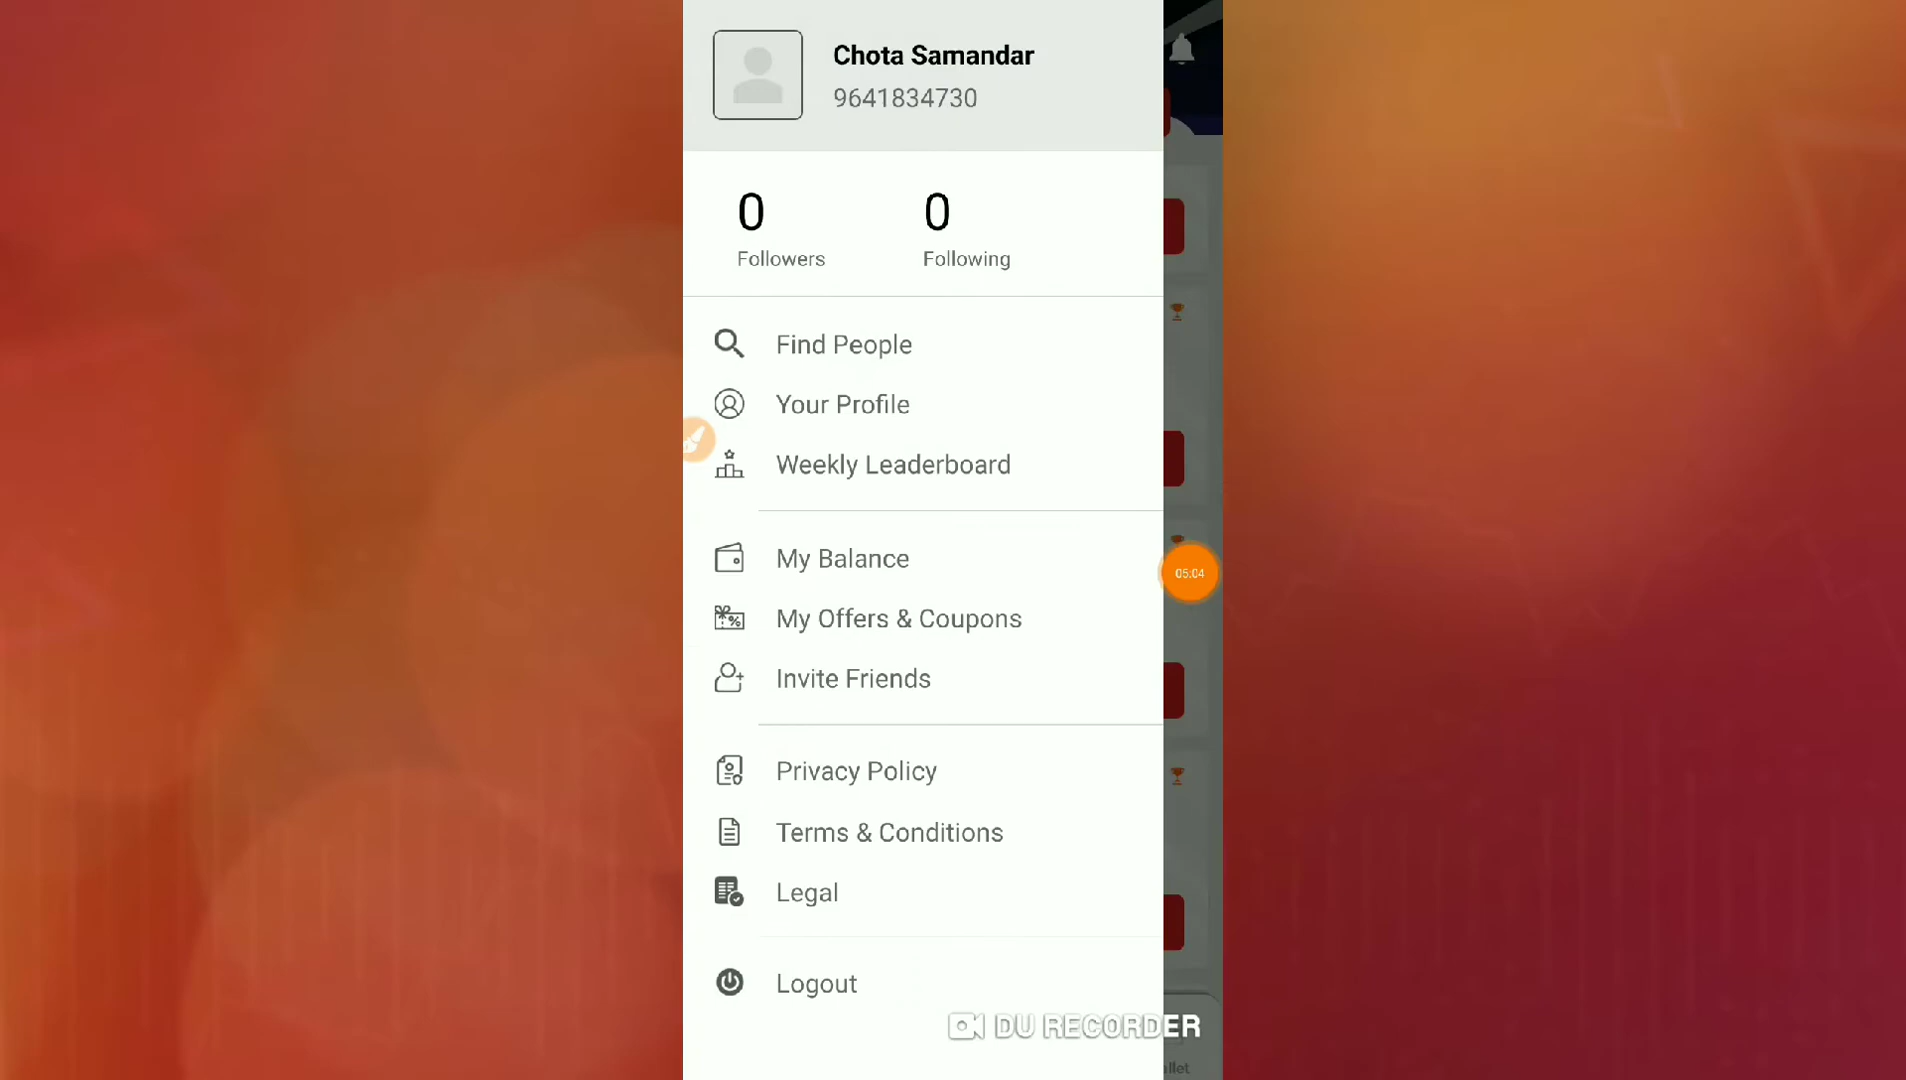 Chota Samandar
9641834730
0 0
Followers Following
Find People
Your Profile
Weekly Leaderboard
My Balance
05:04
My Offers & Coupons
Invite Friends
Privacy Policy
Terms & Conditions
Legal
Logout
DU RECORDER
allet